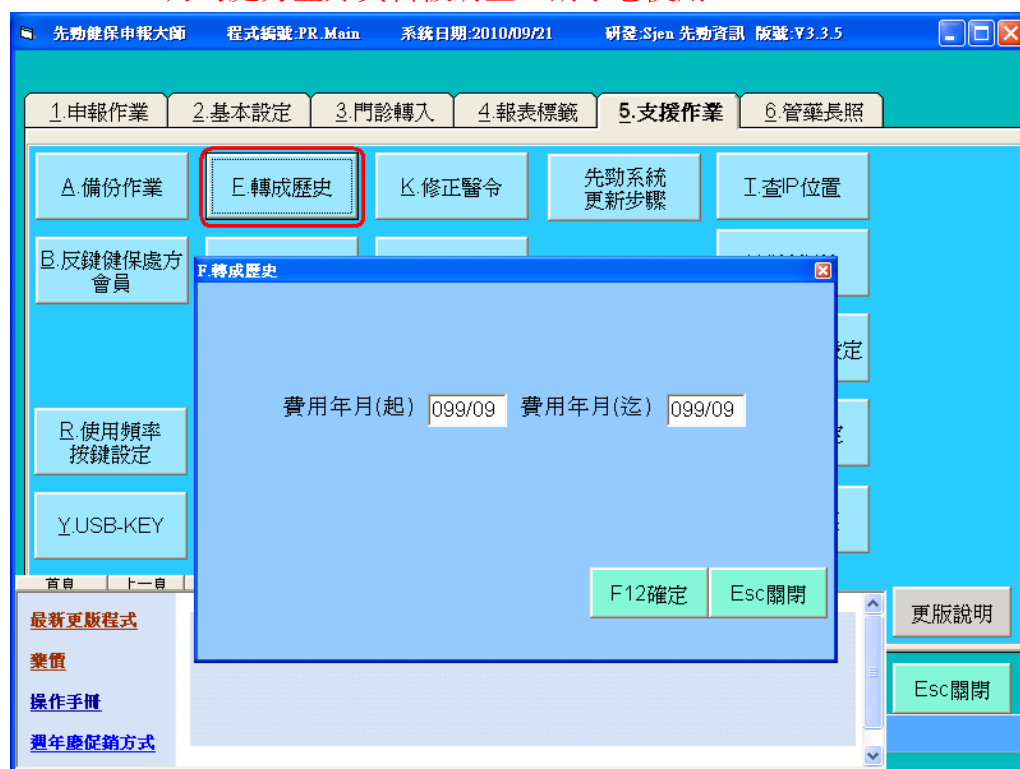 先勁健保申報大師 程式編號:PR.Main 系統日期:2010/09/21 研發:Sjen 先勁資訊 版號:V3.3.5
1.申報作業 2.基本設定 3.門診轉入 4.報表標籤 5.支援作業 6.管藥長照
A.備份作業 E.轉成歷史 K.修正醫令 先勁系統 I.查IP位置
更新步驟
B.反鍵健保處方
會員
F.轉成歷史
定
費用年月(起) 099/09 費用年月(迄) 099/09
R.使用頻率
按鍵設定
Y.USB-KEY
首頁 上一頁
F12確定 Esc關閉
最新更版程式 更版說明
藥價
操作手冊 Esc關閉
週年慶促銷方式